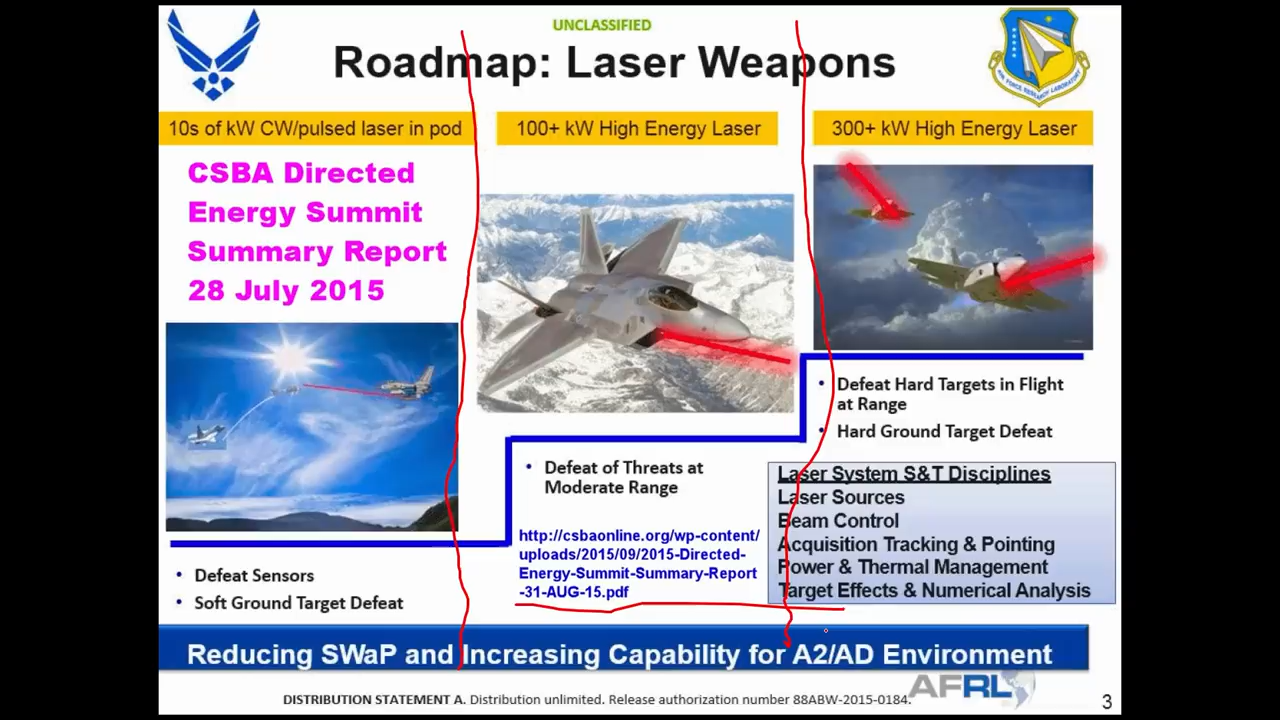 UNCLASSIFIED
Roadmap: Laser Weapons
AIR FORCE RESEARCH LABORATORY
10s of kW CW/pulsed laser in pod
CSBA Directed
Energy Summit
Summary Report
28 July 2015
• Defeat Sensors
• Soft Ground Target Defeat
100+ kW High Energy Laser
• Defeat of Threats at
Moderate Range
http://csbaonline.org/wp-content/
uploads/2015/09/2015-Directed-
Energy-Summit-Summary-Report
-31-AUG-15.pdf
300+ kW High Energy Laser
• Defeat Hard Targets in Flight
at Range
• Hard Ground Target Defeat
Laser System S&T Disciplines
Laser Sources
Beam Control
Acquisition Tracking & Pointing
Power & Thermal Management
Target Effects & Numerical Analysis
Reducing SWaP and Increasing Capability for A2/AD Environment
DISTRIBUTION STATEMENT A. Distribution unlimited. Release authorization number 88ABW-2015-0184.
AFRL
3